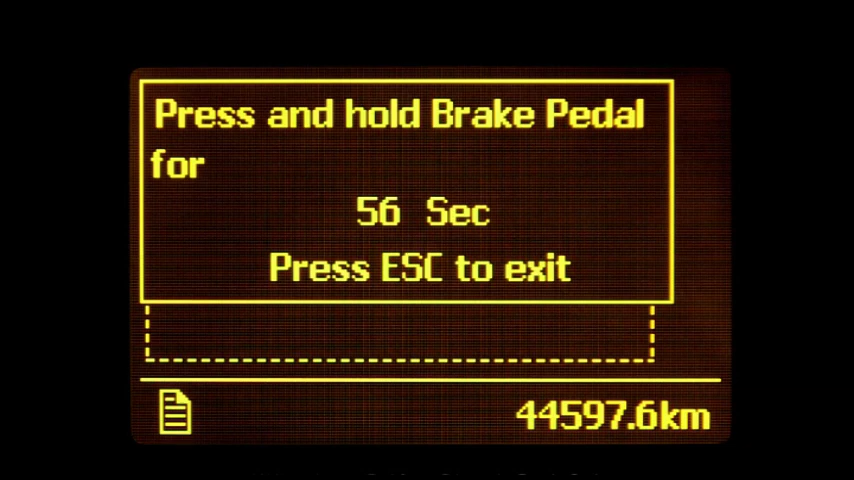 Press and hold Brake Pedal
for
56 Sec
Press ESC to exit
44597.6km